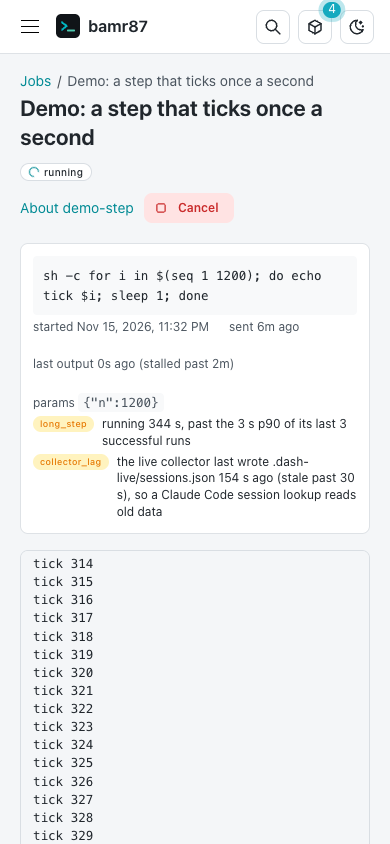 4
bamr87
Jobs / Demo: a step that ticks once a second
Demo: a step that ticks once a
second
running
About demo-step
Cancel
sh -c for i in $(seq 1 1200); do echo
tick $i; sleep 1; done
started Nov 15, 2026, 11:32 PM sent 6m ago
last output 0s ago (stalled past 2m)
params {"n":1200}
long_step running 344 s, past the 3 s p90 of its last 3
successful runs
collector_lag the live collector last wrote .dash-
live/sessions.json 154 s ago (stale past 30
s), so a Claude Code session lookup reads
old data
tick 314
tick 315
tick 316
tick 317
tick 318
tick 319
tick 320
tick 321
tick 322
tick 323
tick 324
tick 325
tick 326
tick 327
tick 328
tick 329